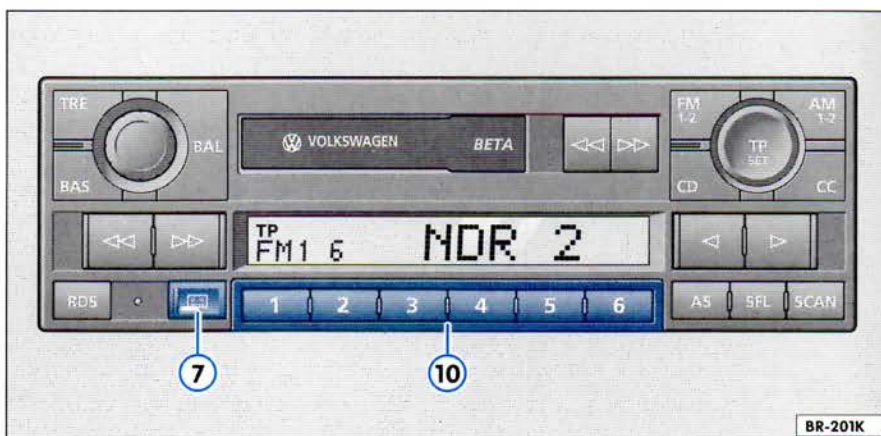 TRE
BAL
BAS
VOLKSWAGEN BETA
FM
1-2
AM
1-2
TP
SET
CD
CC
TP
FM1 6 NDR 2
RDS
1 2 3 4 5 6
AS SFL SCAN
7
10
BR-201K